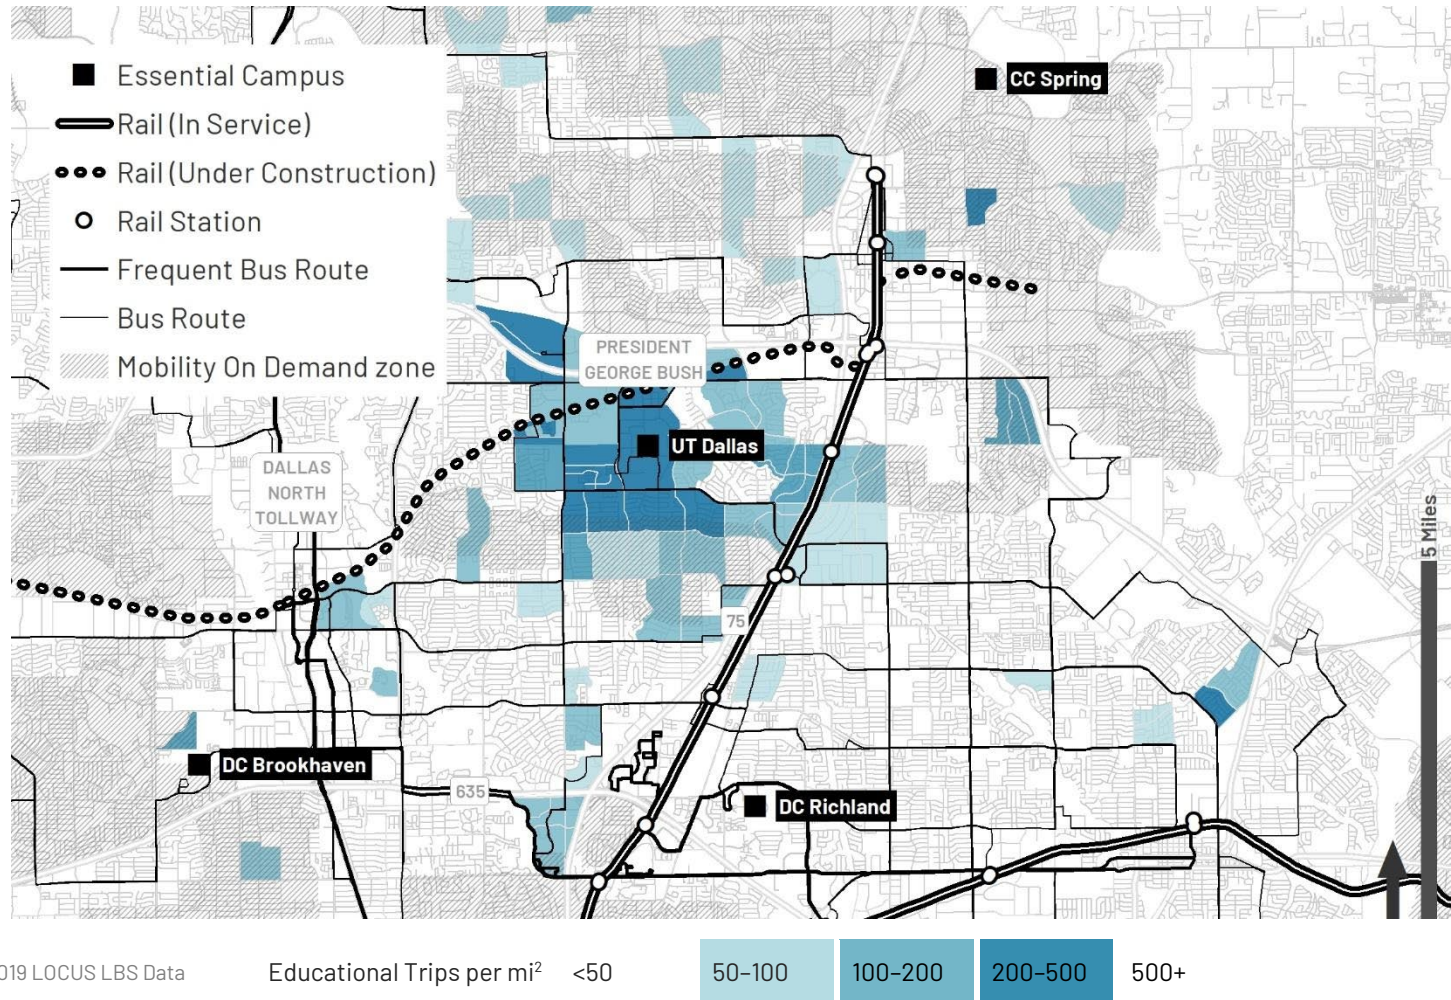 Essential Campus
Rail (In Service)
Rail (Under Construction)
Rail Station
Frequent Bus Route
Bus Route
Mobility On Demand zone
CC Spring
PRESIDENT
GEORGE BUSH
UT Dallas
DALLAS
NORTH
TOLLWAY
5 Miles
75
DC Brookhaven
635
DC Richland
019 LOCUS LBS Data
Educational Trips per mi²
<50
50–100
100–200
200–500
500+